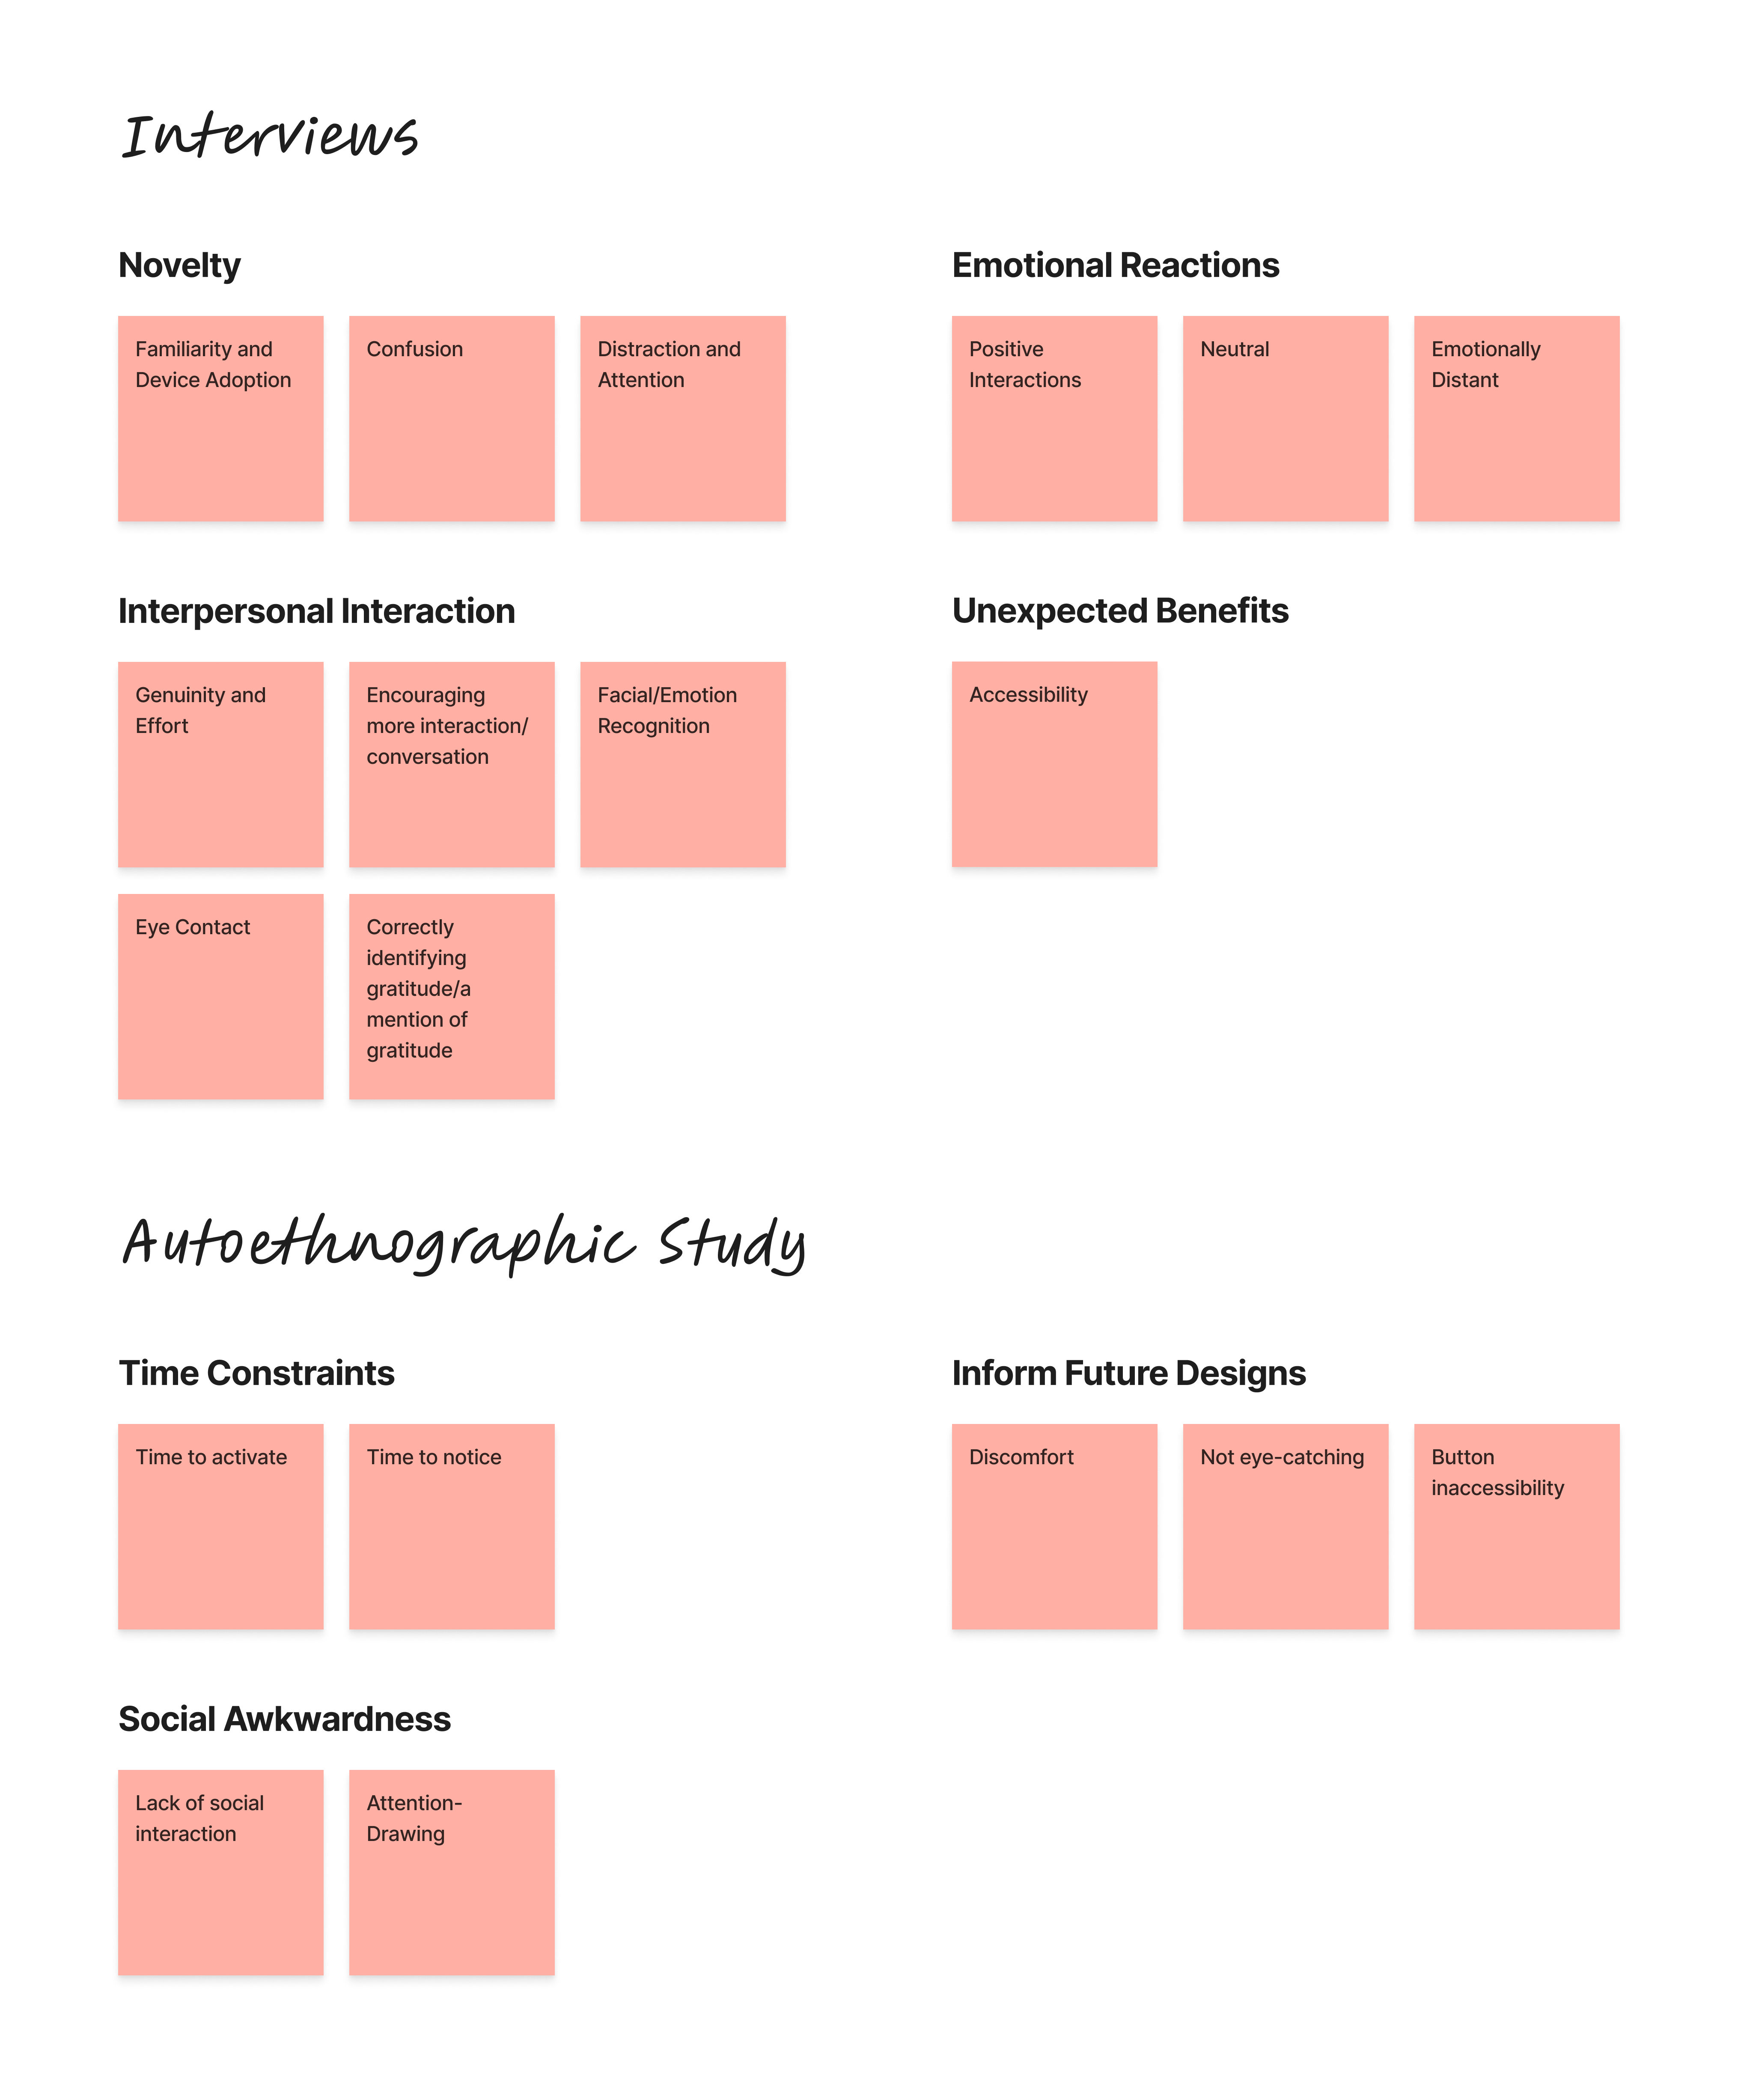 Interviews
Novelty
Familiarity and
Device Adoption
Confusion
Distraction and
Attention
Emotional Reactions
Positive
Interactions
Neutral
Emotionally
Distant
Interpersonal Interaction
Genuinity and
Effort
Encouraging
more interaction/
conversation
Facial/Emotion
Recognition
Eye Contact
Correctly
identifying
gratitude/a
mention of
gratitude
Unexpected Benefits
Accessibility
Autoethnographic Study
Time Constraints
Time to activate
Time to notice
Inform Future Designs
Discomfort
Not eye-catching
Button
inaccessibility
Social Awkwardness
Lack of social
interaction
Attention-
Drawing